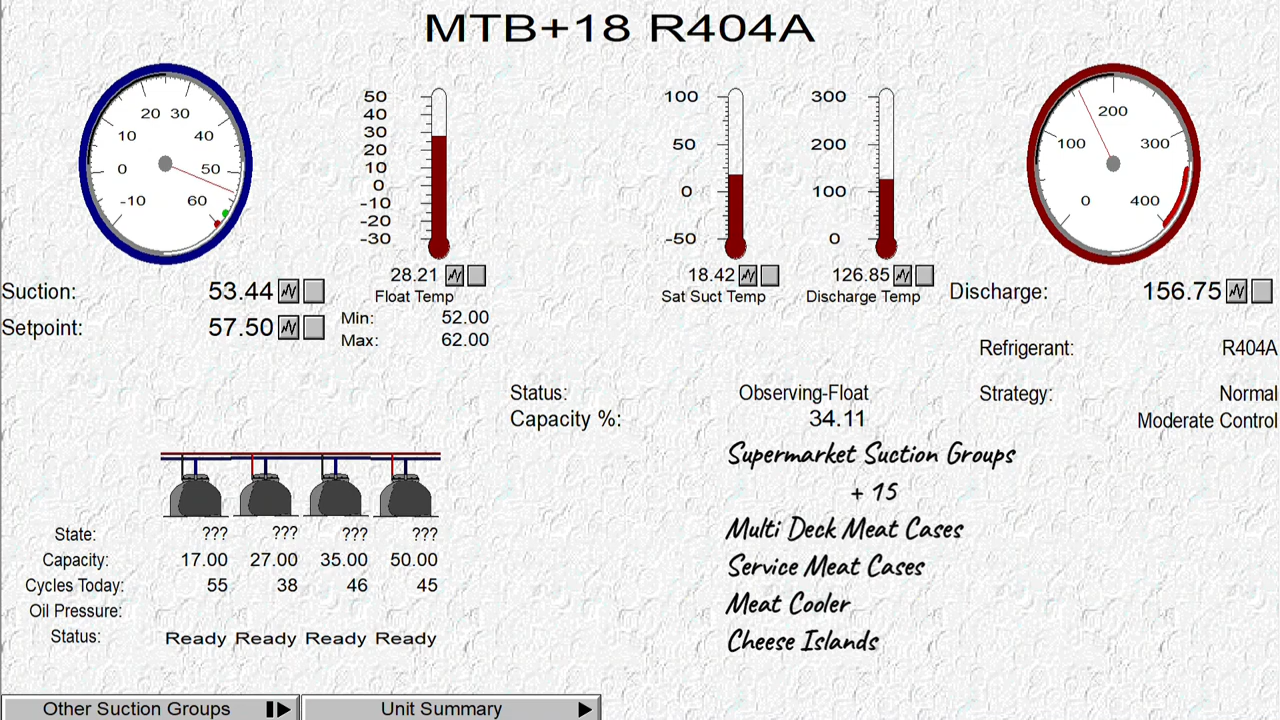 MTB+18 R404A
20 30
10 40
0 50
-10 60
50
40
30
20
10
0
-10
-20
-30
28.21
Float Temp
100
50
0
-50
18.42
Sat Suct Temp
300
200
100
0
126.85
Discharge Temp
200
100 300
0 400
Suction: 53.44
Setpoint: 57.50
Min: 52.00
Max: 62.00
Discharge: 156.75
Refrigerant: R404A
Status: Observing-Float
Capacity %: 34.11
Strategy: Normal
Moderate Control
Supermarket Suction Groups
+ 15
Multi Deck Meat Cases
Service Meat Cases
Meat Cooler
Cheese Islands
State: ??? ??? ??? ???
Capacity: 17.00 27.00 35.00 50.00
Cycles Today: 55 38 46 45
Oil Pressure:
Status: Ready Ready Ready Ready
Other Suction Groups
Unit Summary